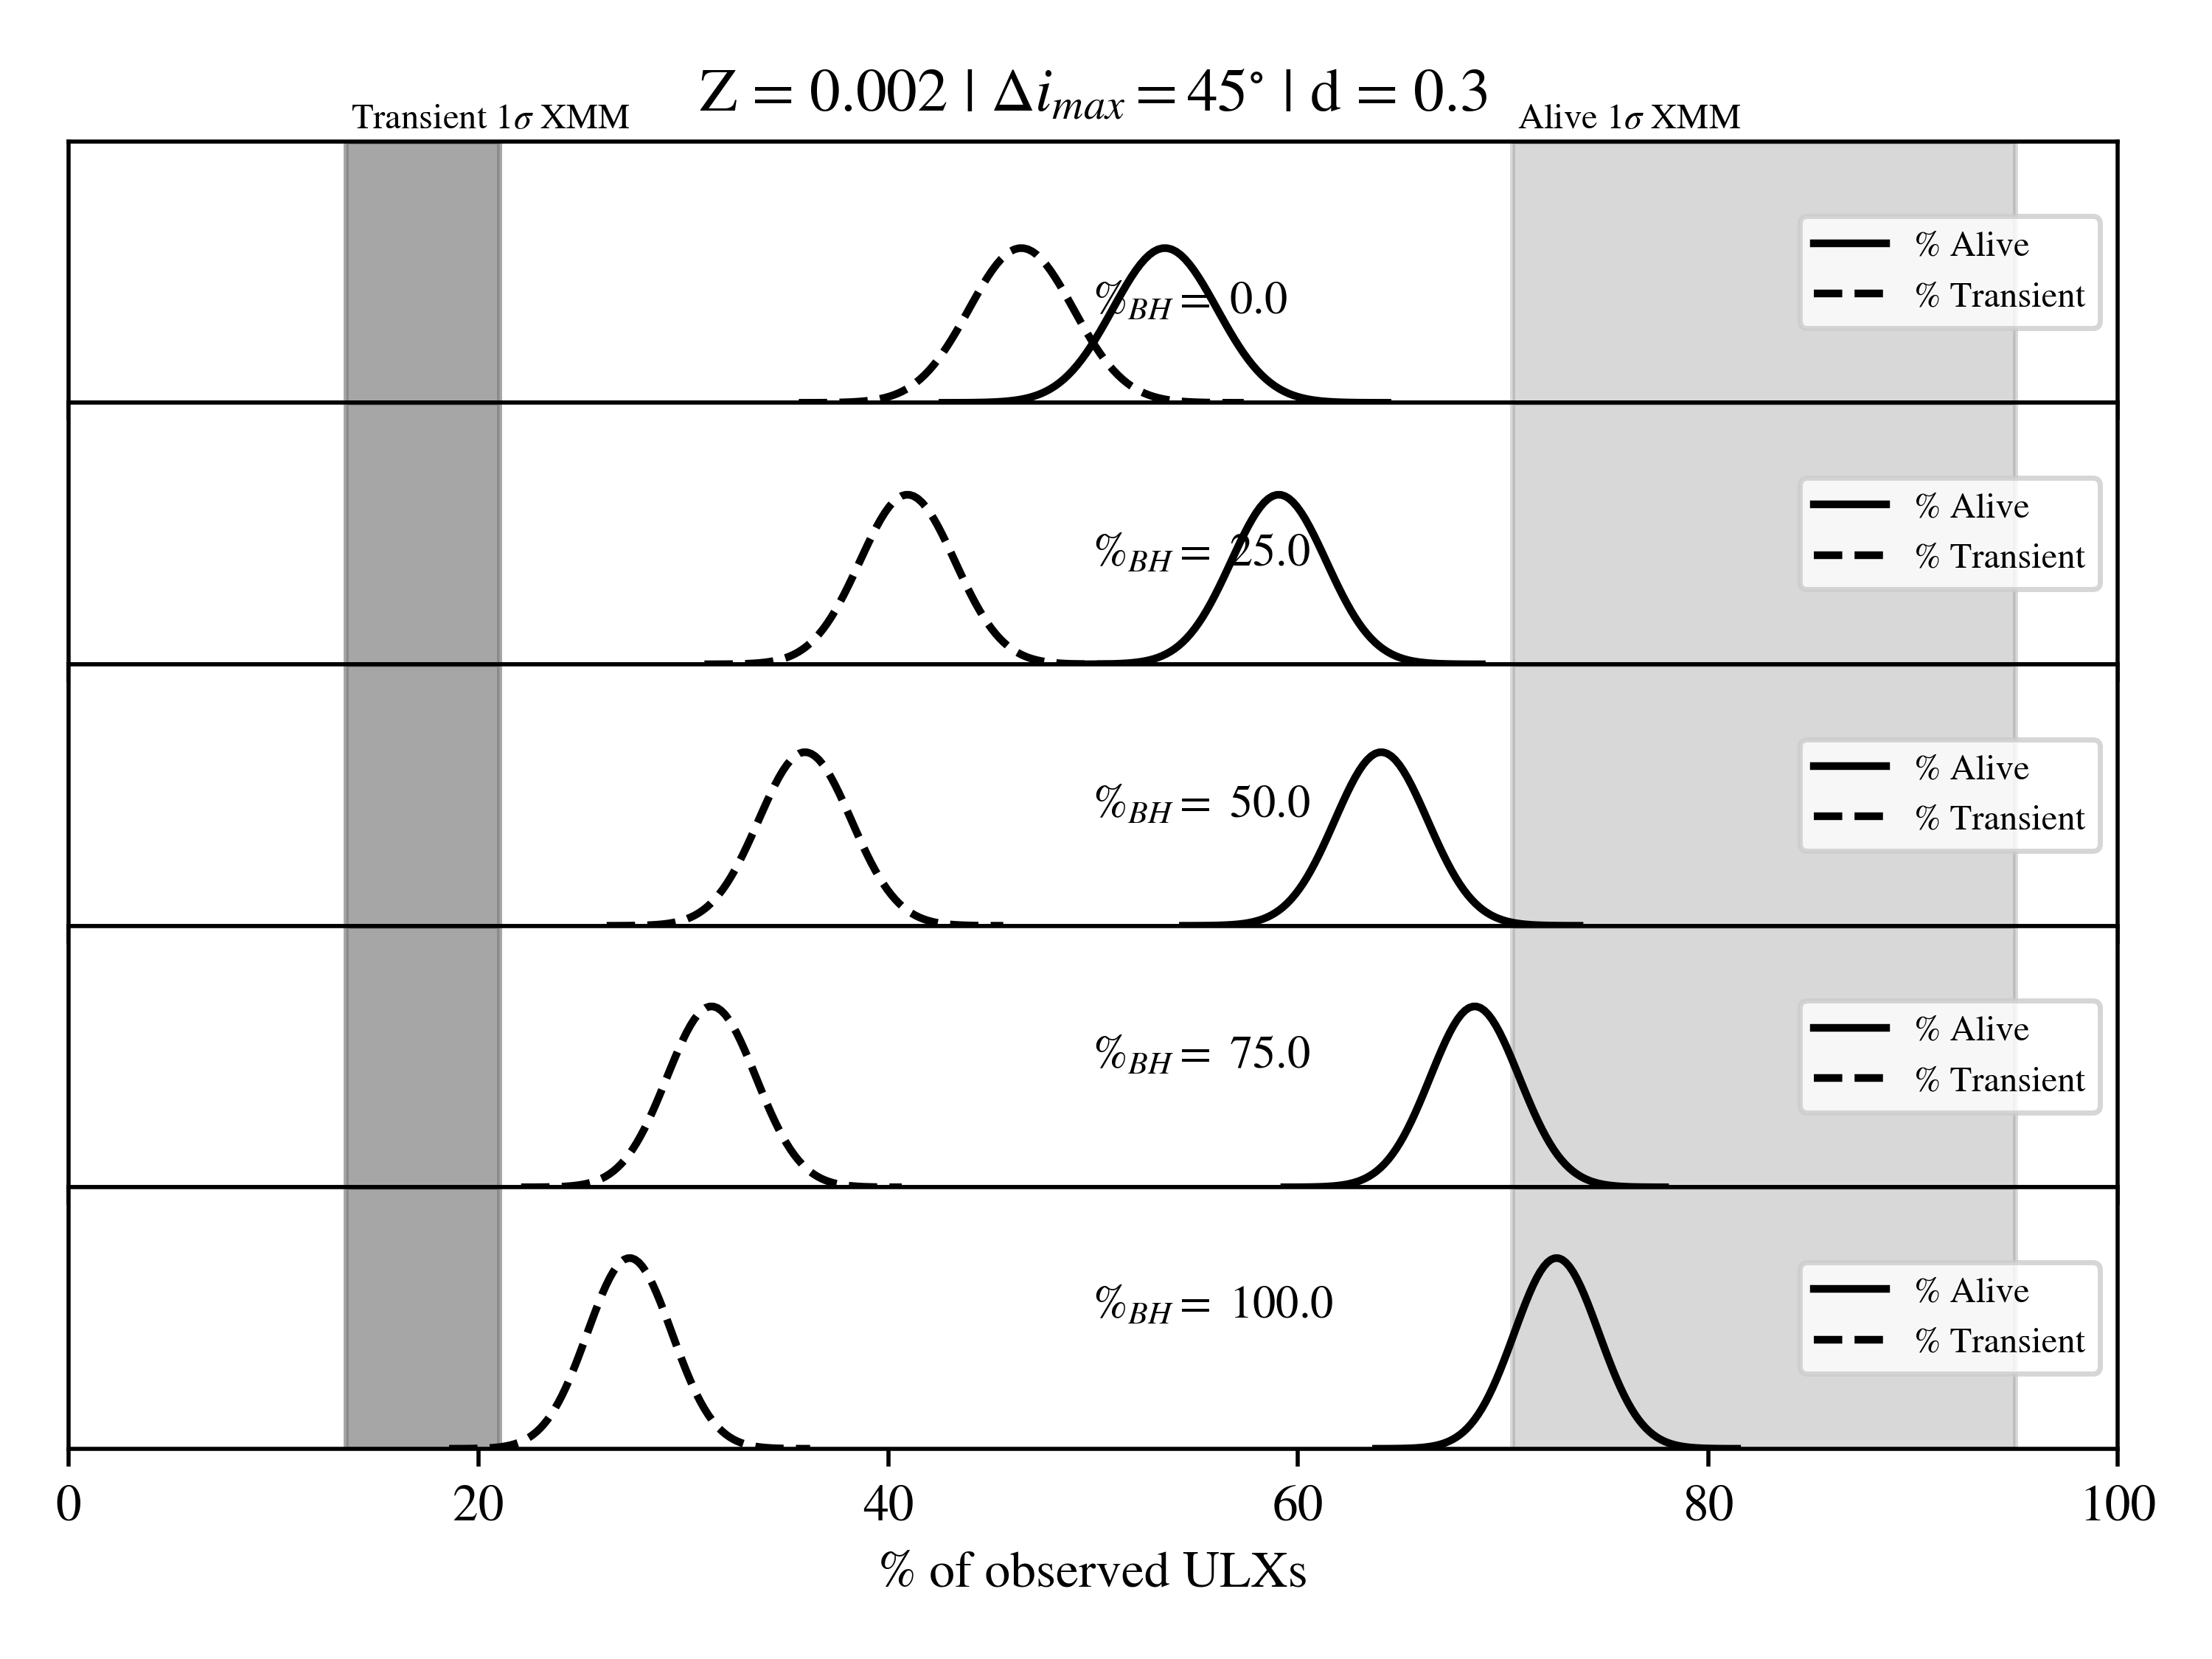 Z = 0.002 | Δi_max = 45° | d = 0.3
Transient 1σ XMM
Alive 1σ XMM
%_BH = 0.0
% Alive
% Transient
%_BH = 25.0
% Alive
% Transient
%_BH = 50.0
% Alive
% Transient
%_BH = 75.0
% Alive
% Transient
%_BH = 100.0
% Alive
% Transient
0 20 40 60 80 100
% of observed ULXs